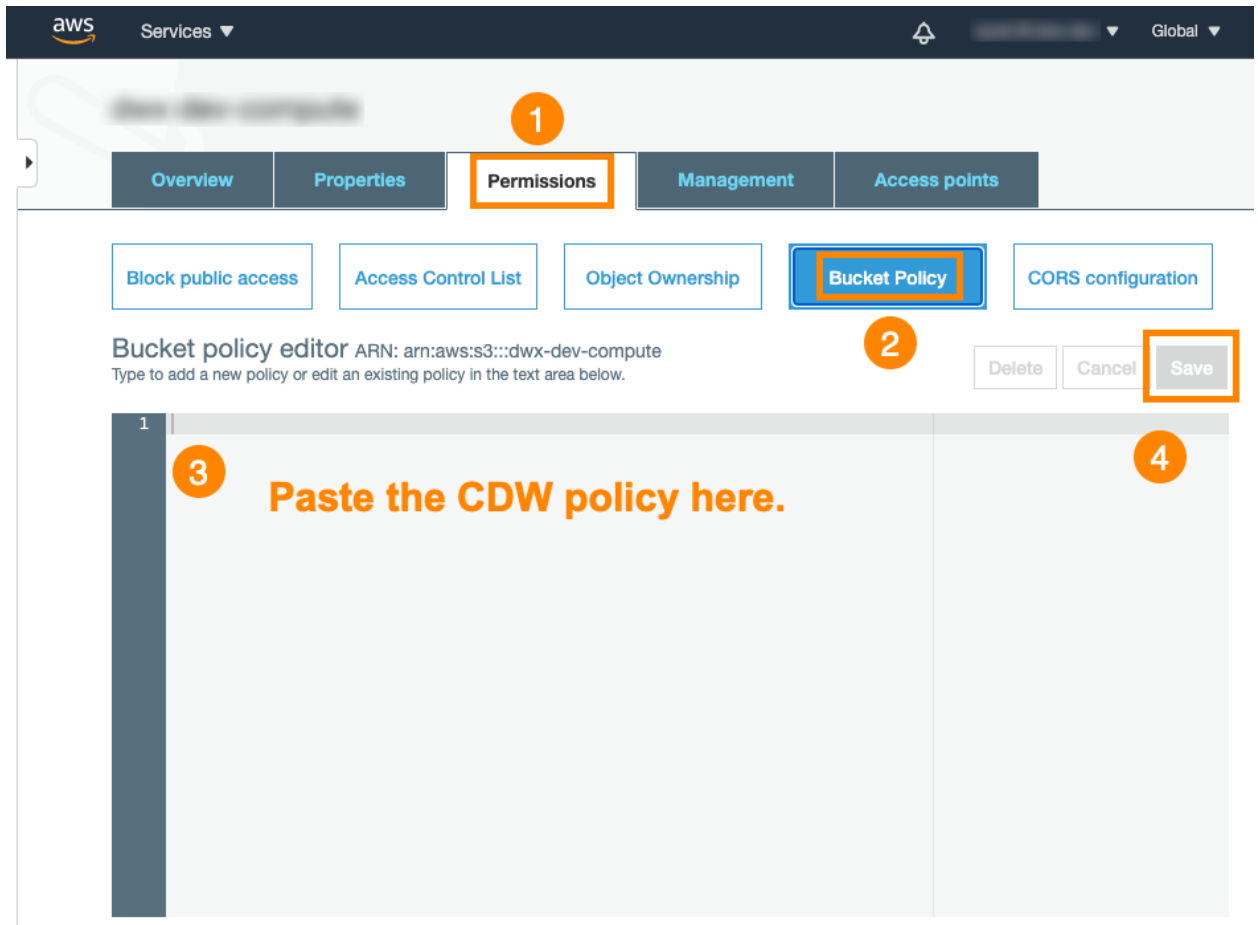 aws Services ▼ Global ▼
1
Overview Properties Permissions Management Access points
Block public access Access Control List Object Ownership Bucket Policy CORS configuration
2
Bucket policy editor ARN: arn:aws:s3:::dwx-dev-compute
Type to add a new policy or edit an existing policy in the text area below.
Delete Cancel Save
1
3
4
Paste the CDW policy here.